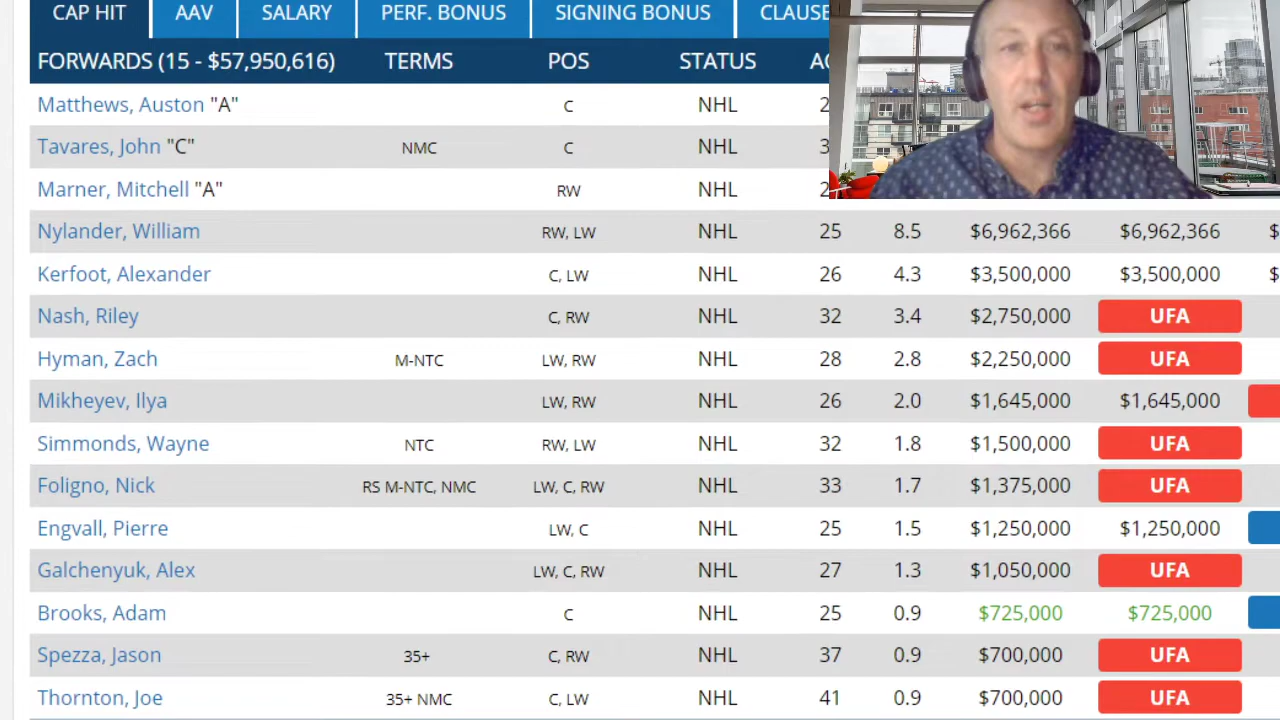 CAP HIT AAV SALARY PERF. BONUS SIGNING BONUS CLAUSE
FORWARDS (15 - $57,950,616) TERMS POS STATUS
Matthews, Auston "A" C NHL 2
Tavares, John "C" NMC C NHL 3
Marner, Mitchell "A" RW NHL 2
Nylander, William RW, LW NHL 25 8.5 $6,962,366 $6,962,366 $
Kerfoot, Alexander C, LW NHL 26 4.3 $3,500,000 $3,500,000 $
Nash, Riley C, RW NHL 32 3.4 $2,750,000 UFA
Hyman, Zach M-NTC LW, RW NHL 28 2.8 $2,250,000 UFA
Mikheyev, Ilya LW, RW NHL 26 2.0 $1,645,000 $1,645,000
Simmonds, Wayne NTC RW, LW NHL 32 1.8 $1,500,000 UFA
Foligno, Nick RS M-NTC, NMC LW, C, RW NHL 33 1.7 $1,375,000 UFA
Engvall, Pierre LW, C NHL 25 1.5 $1,250,000 $1,250,000
Galchenyuk, Alex LW, C, RW NHL 27 1.3 $1,050,000 UFA
Brooks, Adam C NHL 25 0.9 $725,000 $725,000
Spezza, Jason 35+ C, RW NHL 37 0.9 $700,000 UFA
Thornton, Joe 35+ NMC C, LW NHL 41 0.9 $700,000 UFA